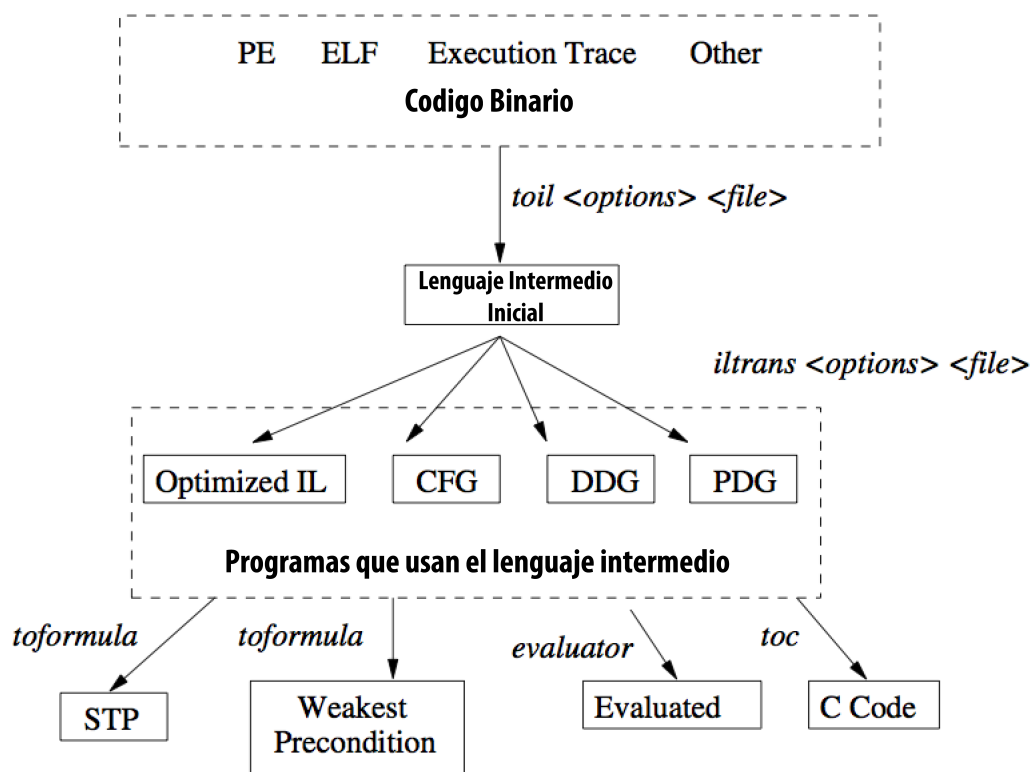 PE ELF Execution Trace Other
Codigo Binario
toil <options> <file>
Lenguaje Intermedio
Inicial
iltrans <options> <file>
Optimized IL CFG DDG PDG
Programas que usan el lenguaje intermedio
toformula toformula evaluator toc
STP
Weakest
Precondition
Evaluated
C Code